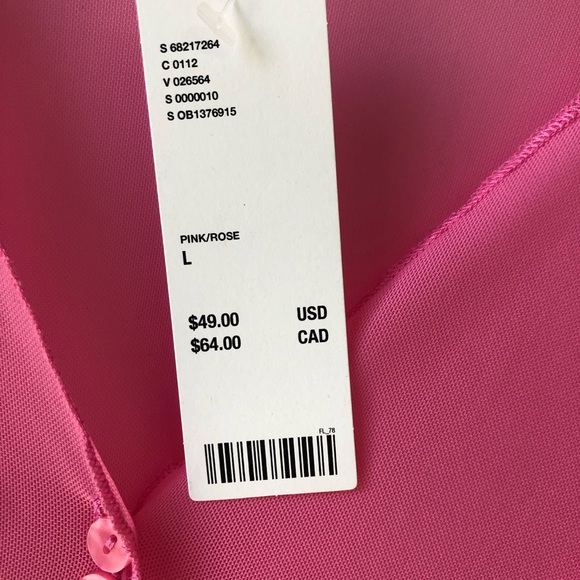 S 68217264
C 0112
V 026564
S 0000010
S OB1376915
PINK/ROSE
L
$49.00 USD
$64.00 CAD
FL_78